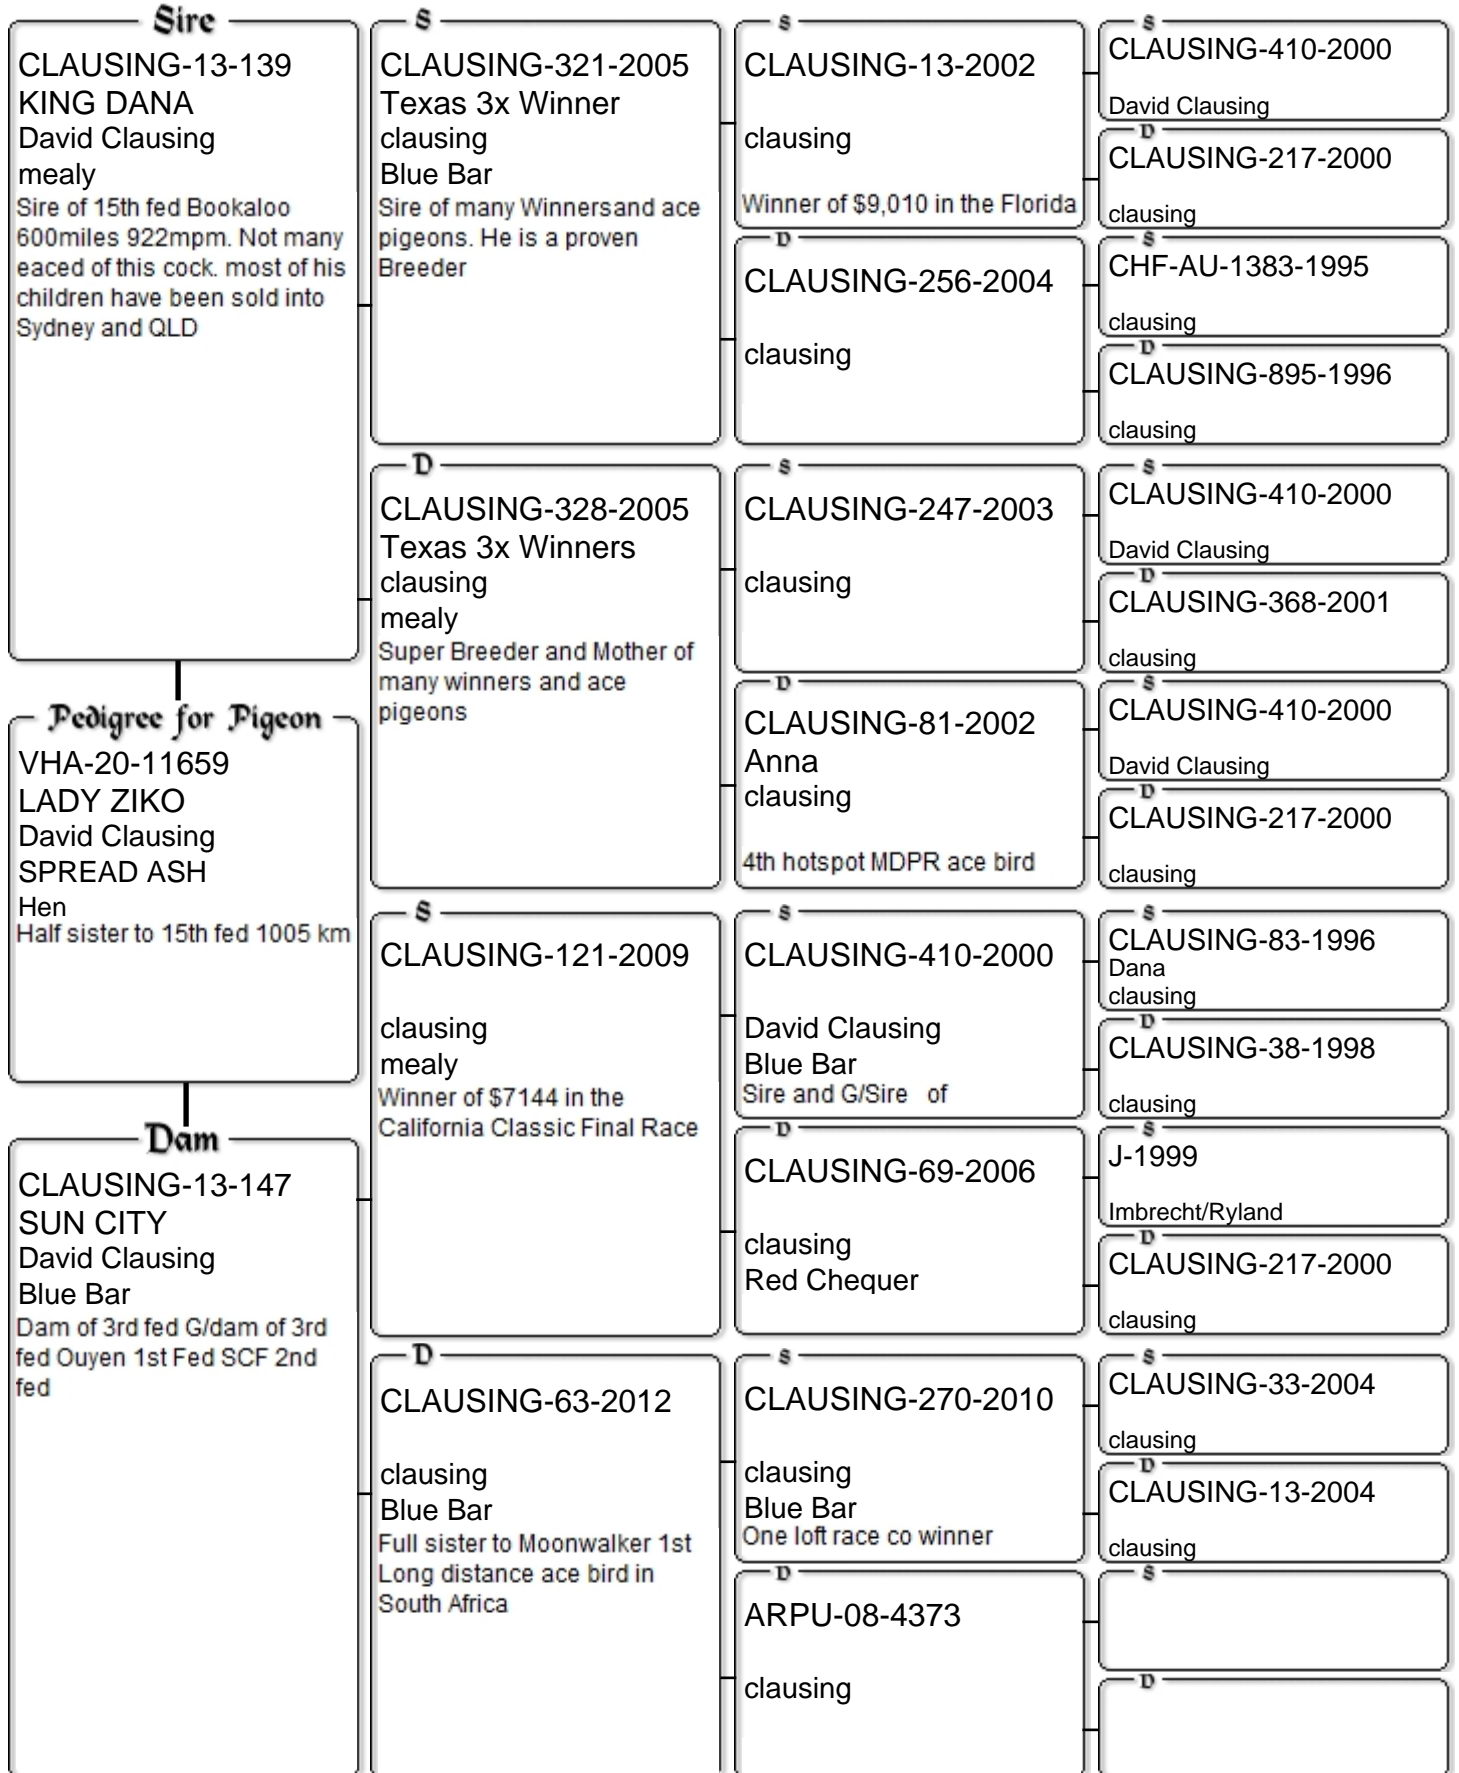 Sire
CLAUSING-13-139
KING DANA
David Clausing
mealy
Sire of 15th fed Bookaloo
600miles 922mpm. Not many
eaced of this cock. most of his
children have been sold into
Sydney and QLD
Pedigree for Pigeon
VHA-20-11659
LADY ZIKO
David Clausing
SPREAD ASH
Hen
Half sister to 15th fed 1005 km
Dam
CLAUSING-13-147
SUN CITY
David Clausing
Blue Bar
Dam of 3rd fed G/dam of 3rd
fed Ouyen 1st Fed SCF 2nd
fed
S
CLAUSING-321-2005
Texas 3x Winner
clausing
Blue Bar
Sire of many Winnersand ace
pigeons. He is a proven
Breeder
D
CLAUSING-328-2005
Texas 3x Winners
clausing
mealy
Super Breeder and Mother of
many winners and ace
pigeons
S
CLAUSING-121-2009
clausing
mealy
Winner of $7144 in the
California Classic Final Race
D
CLAUSING-63-2012
clausing
Blue Bar
Full sister to Moonwalker 1st
Long distance ace bird in
South Africa
S
CLAUSING-13-2002
clausing
Winner of $9,010 in the Florida
D
CLAUSING-256-2004
clausing
S
CLAUSING-247-2003
clausing
D
CLAUSING-81-2002
Anna
clausing
4th hotspot MDPR ace bird
S
CLAUSING-410-2000
David Clausing
Blue Bar
Sire and G/Sire of
D
CLAUSING-69-2006
clausing
Red Chequer
S
CLAUSING-270-2010
clausing
Blue Bar
One loft race co winner
D
ARPU-08-4373
clausing
S
CLAUSING-410-2000
David Clausing
D
CLAUSING-217-2000
clausing
S
CHF-AU-1383-1995
clausing
D
CLAUSING-895-1996
clausing
S
CLAUSING-410-2000
David Clausing
D
CLAUSING-368-2001
clausing
S
CLAUSING-410-2000
David Clausing
D
CLAUSING-217-2000
clausing
S
CLAUSING-83-1996
Dana
clausing
D
CLAUSING-38-1998
clausing
S
J-1999
Imbrecht/Ryland
D
CLAUSING-217-2000
clausing
S
CLAUSING-33-2004
clausing
D
CLAUSING-13-2004
clausing
S
D